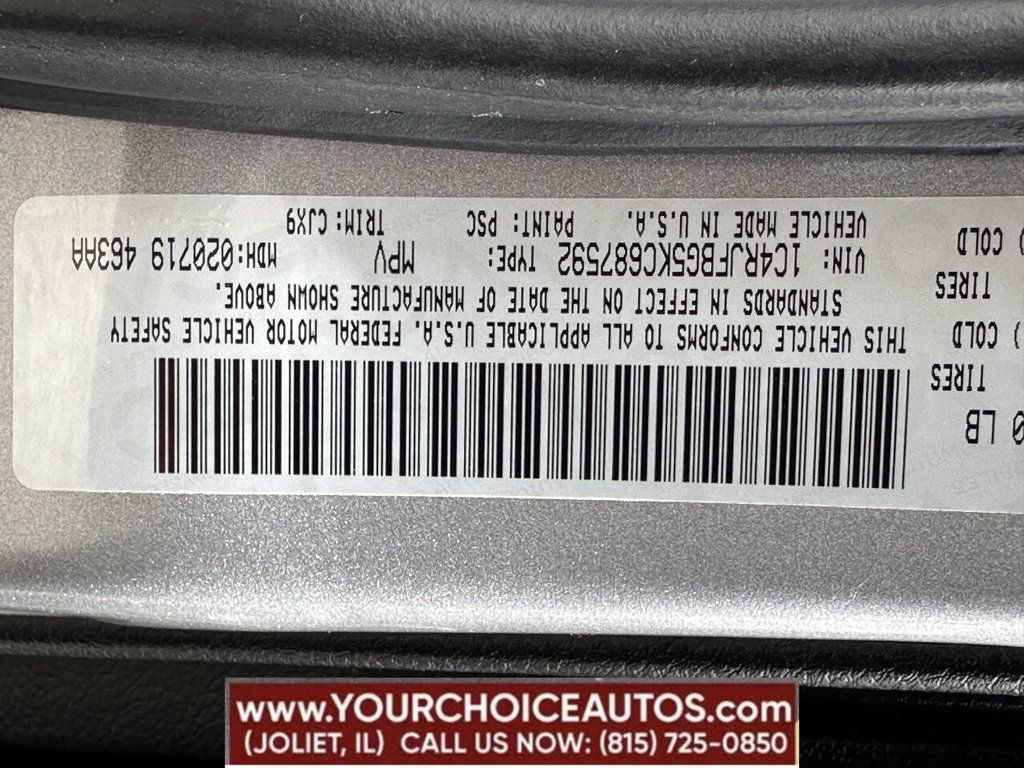 0 LB
TIRES
) COLD
TIRES
) COLD
THIS VEHICLE CONFORMS TO ALL APPLICABLE U.S.A. FEDERAL MOTOR VEHICLE SAFETY
STANDARDS IN EFFECT ON THE DATE OF MANUFACTURE SHOWN ABOVE.
VIN: 1C4RJFBG5KC687592 TYPE: MPV MDH:020719 463AA
VEHICLE MADE IN U.S.A. PAINT: PSC TRIM: CJX9
www.YOURCHOICEAUTOS.com
(JOLIET, IL) CALL US NOW: (815) 725-0850